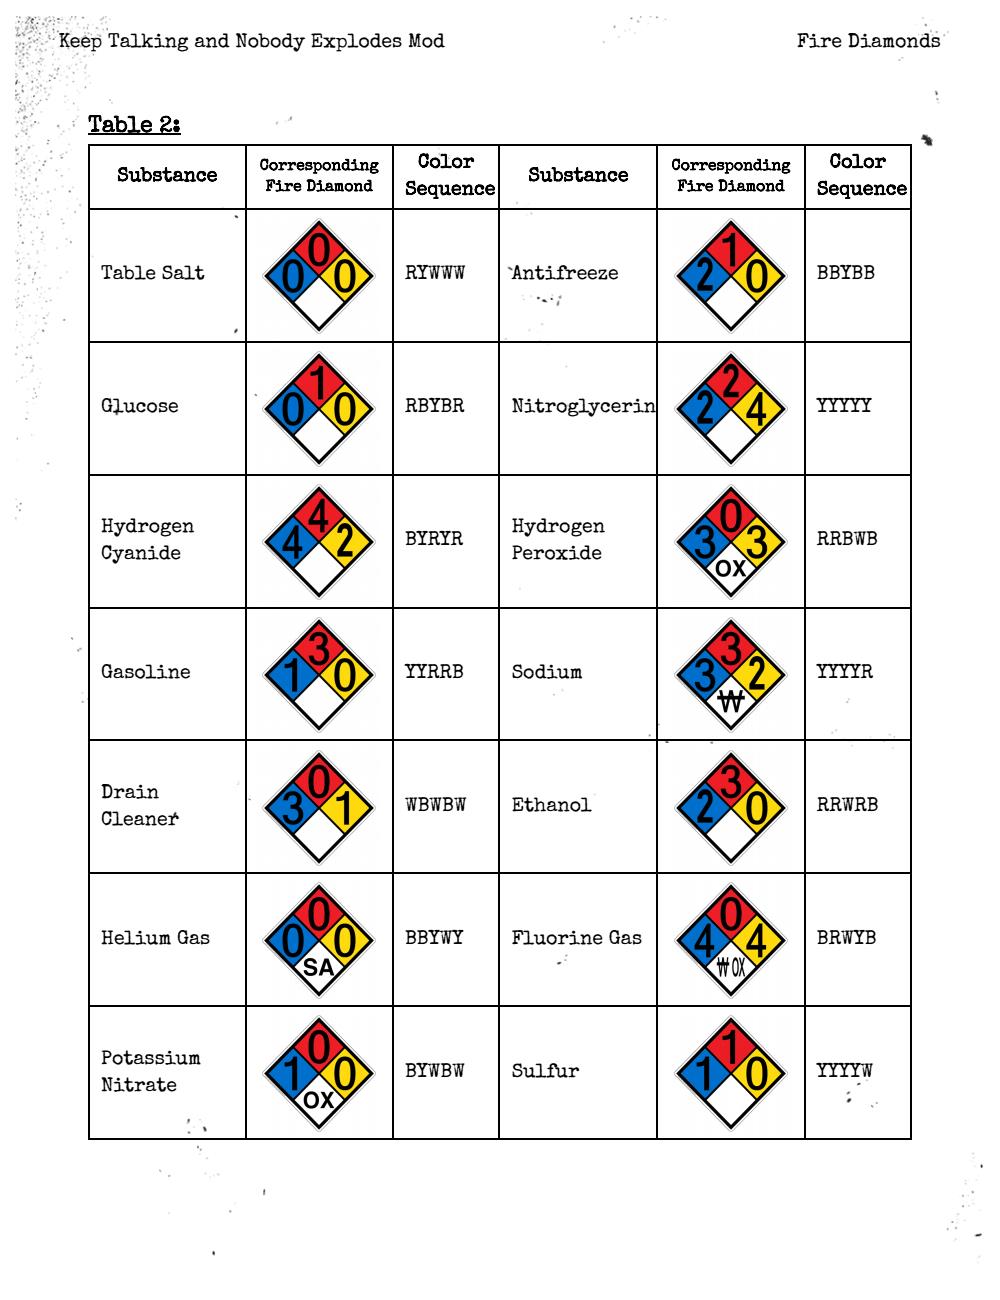 Keep Talking and Nobody Explodes Mod
Fire Diamonds
Table 2:
Substance
Corresponding
Fire Diamond
Color
Sequence
Substance
Corresponding
Fire Diamond
Color
Sequence
Table Salt
0
0 0
RYWWW
Antifreeze
1
2 0
BBYBB
Glucose
1
0 0
RBYBR
Nitroglycerin
2
2 4
YYYYY
Hydrogen
Cyanide
4
4 2
BYRYR
Hydrogen
Peroxide
0
3 3
OX
RRBWB
Gasoline
3
1 0
YYRRB
Sodium
3
3 2
W
YYYYR
Drain
Cleaner
0
3 1
WBWBW
Ethanol
3
2 0
RRWRB
Helium Gas
0
0 0
SA
BBYWY
Fluorine Gas
0
4 4
W OX
BRWYB
Potassium
Nitrate
0
1 0
OX
BYWBW
Sulfur
1
1 0
YYYYW